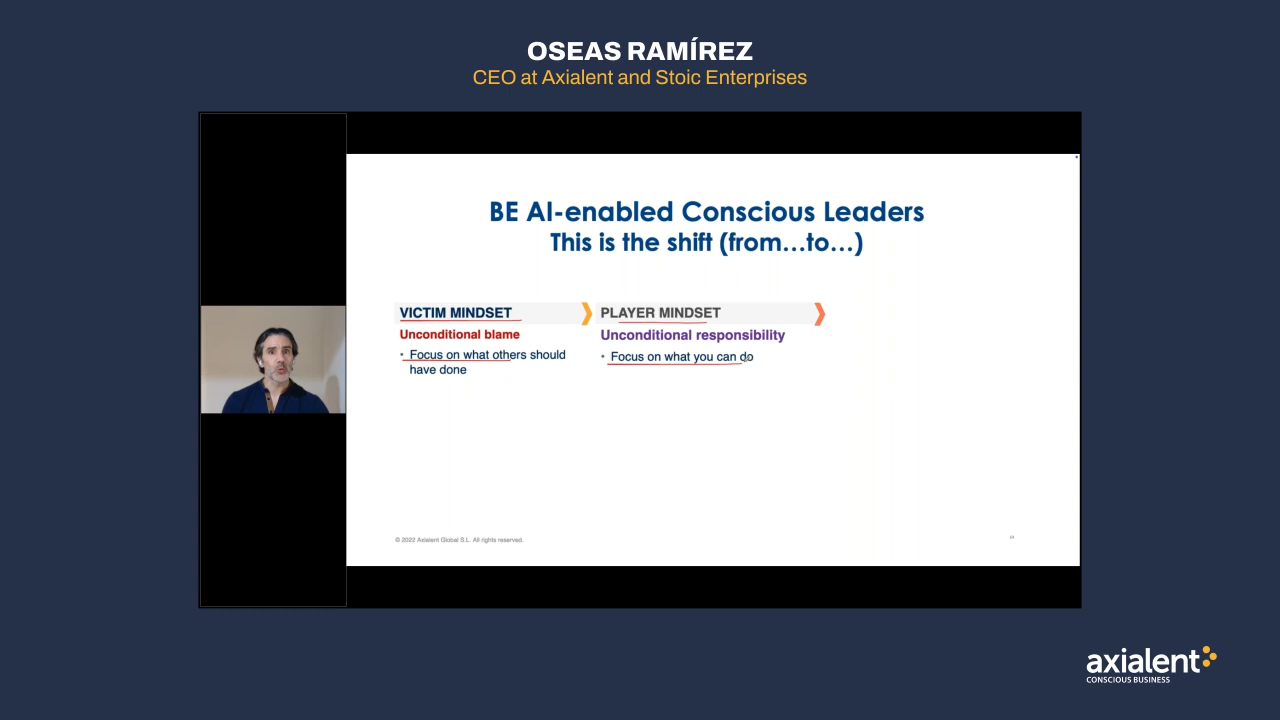 OSEAS RAMÍREZ
CEO at Axialent and Stoic Enterprises
BE AI-enabled Conscious Leaders
This is the shift (from...to...)
VICTIM MINDSET
Unconditional blame
• Focus on what others should
have done
PLAYER MINDSET
Unconditional responsibility
• Focus on what you can do
© 2022 Axialent Global S.L. All rights reserved.
axialent
CONSCIOUS BUSINESS